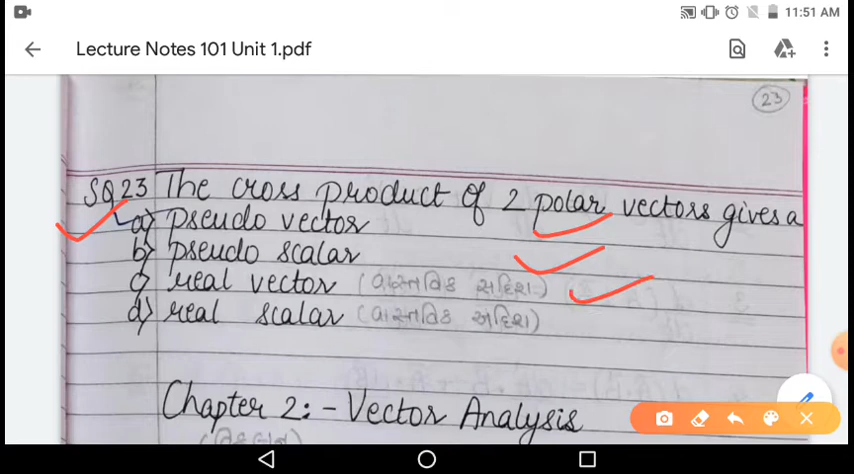 11:51 AM
Lecture Notes 101 Unit 1.pdf
23
SQ23 The cross product of 2 polar vectors gives a
a) pseudo vector
b) pseudo scalar
c) real vector (વાસ્તવિક સદિશ)
d) real scalar (વાસ્તવિક અદિશ)
Chapter 2:- Vector Analysis